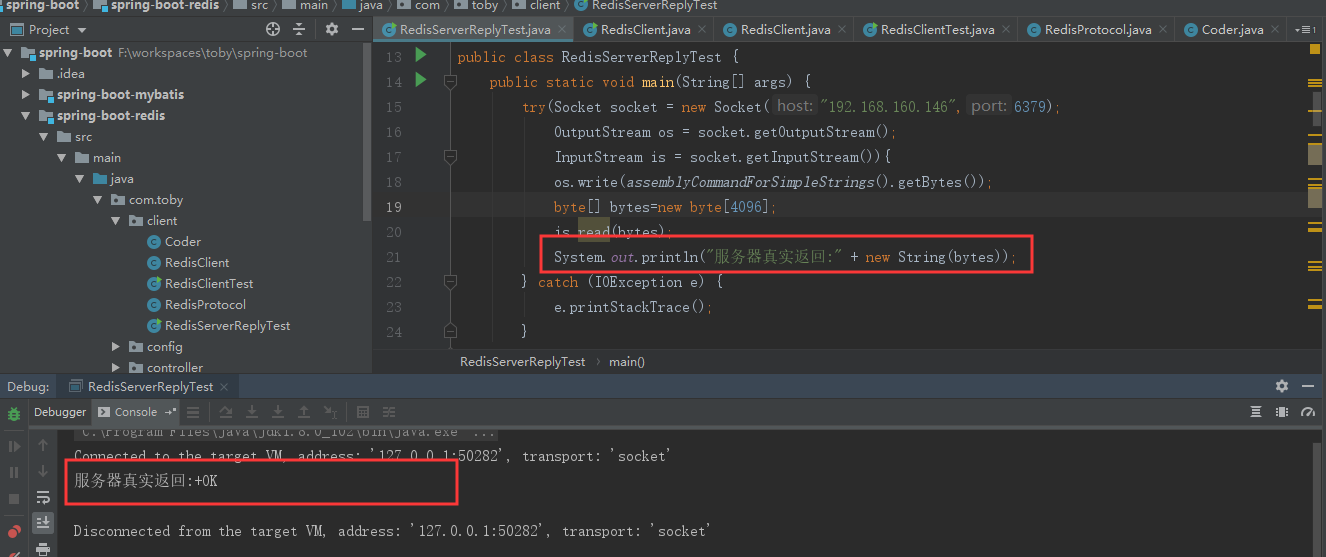 spring-boot spring-boot-redis src main java com toby client RedisServerReplyTest
Project
RedisServerReplyTest.java RedisClient.java RedisClient.java RedisClientTest.java RedisProtocol.java Coder.java
spring-boot F:\workspaces\toby\spring-boot
.idea
spring-boot-mybatis
spring-boot-redis
src
main
java
com.toby
client
Coder
RedisClient
RedisClientTest
RedisProtocol
RedisServerReplyTest
config
controller
13 public class RedisServerReplyTest {
14 public static void main(String[] args) {
15 try(Socket socket = new Socket( host: "192.168.160.146", port: 6379);
16 OutputStream os = socket.getOutputStream();
17 InputStream is = socket.getInputStream()){
18 os.write(assemblyCommandForSimpleStrings().getBytes());
19 byte[] bytes=new byte[4096];
20 is.read(bytes);
21 System.out.println("服务器真实返回:" + new String(bytes));
22 } catch (IOException e) {
23 e.printStackTrace();
24 }
RedisServerReplyTest › main()
Debug: RedisServerReplyTest
Debugger Console
"C:\Program Files\java\jdk1.8.0_102\bin\java.exe" ...
Connected to the target VM, address: '127.0.0.1:50282', transport: 'socket'
服务器真实返回:+OK
Disconnected from the target VM, address: '127.0.0.1:50282', transport: 'socket'